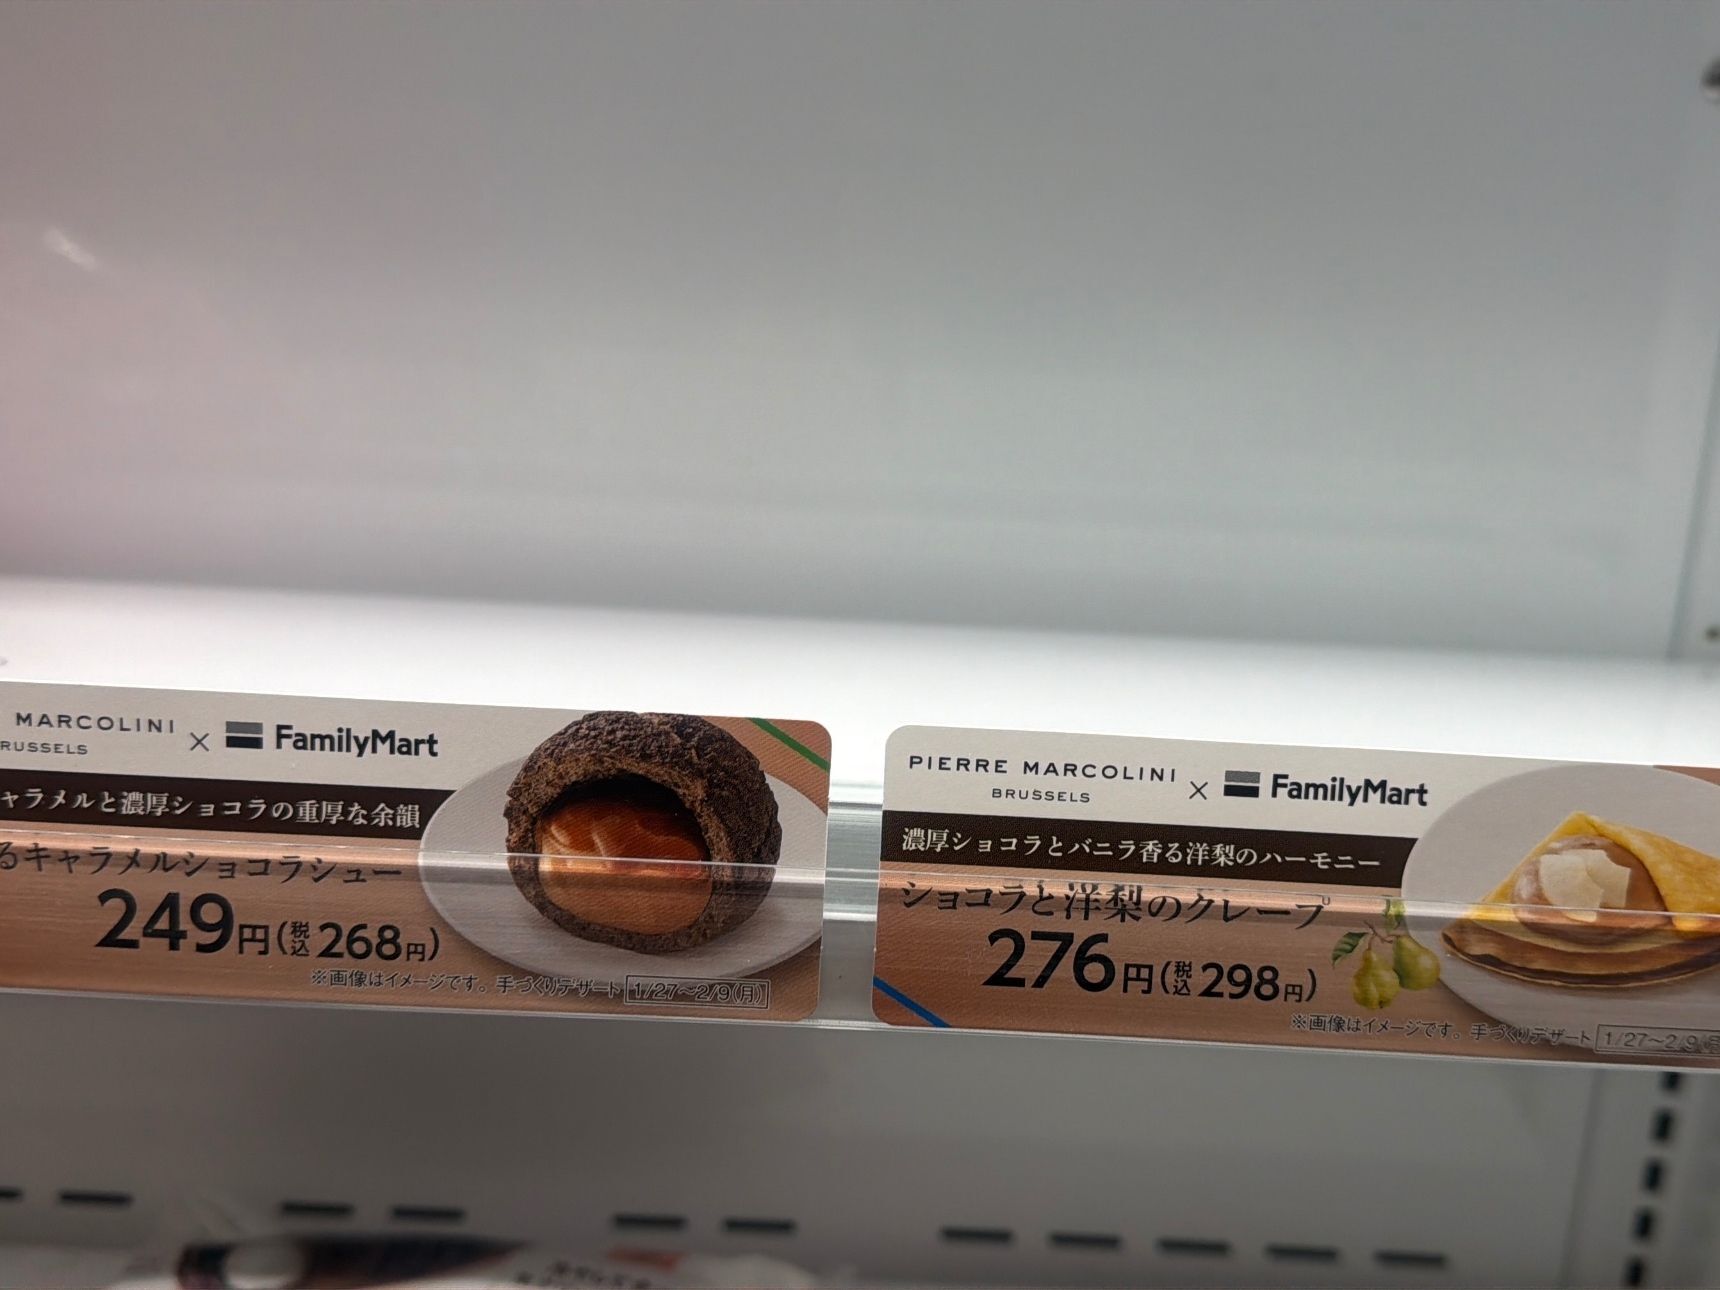 MARCOLINI × FamilyMart
RUSSELS
ャラメルと濃厚ショコラの重厚な余韻
るキャラメルショコラシュー
249円(税込268円)
※画像はイメージです。手づくりデザート 1/27~2/9(月)
PIERRE MARCOLINI × FamilyMart
BRUSSELS
濃厚ショコラとバニラ香る洋梨のハーモニー
ショコラと洋梨のクレープ
276円(税込298円)
※画像はイメージです。手づくりデザート 1/27~2/9(月